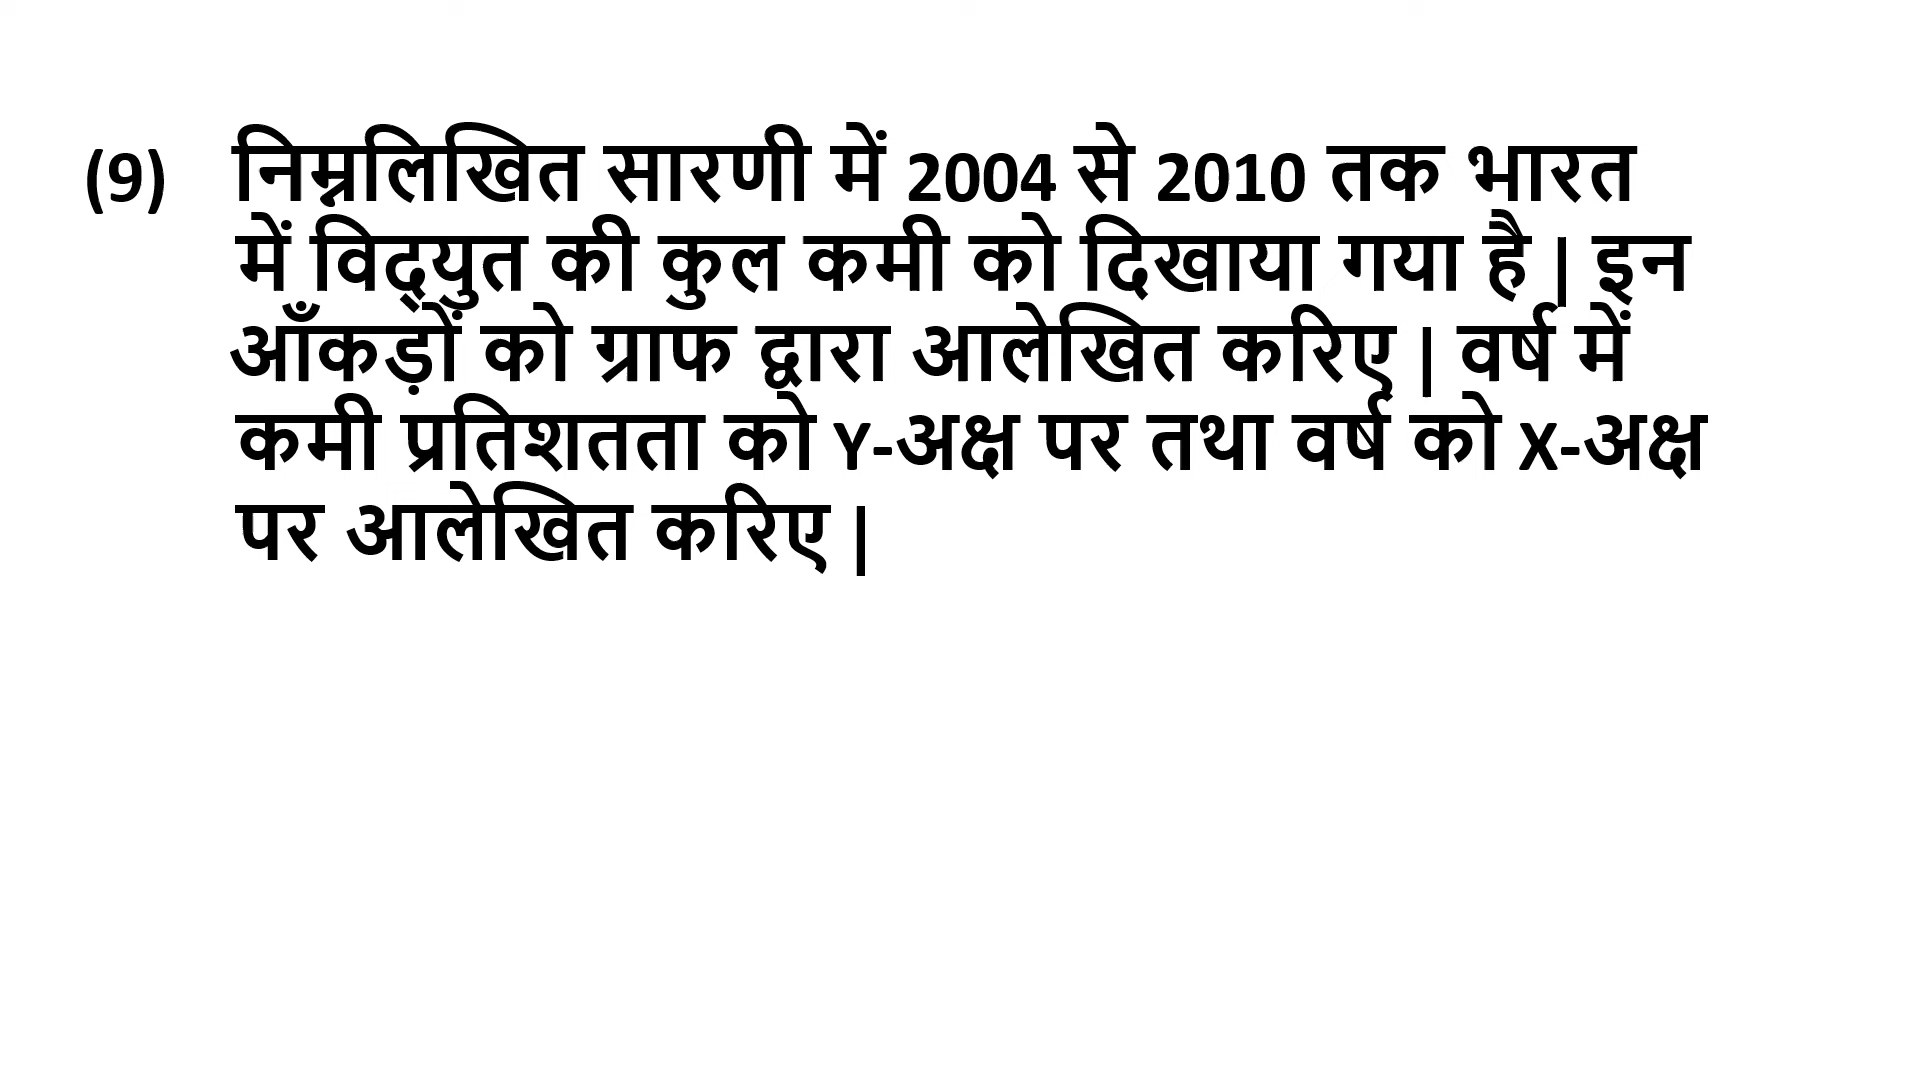 (9) निम्नलिखित सारणी में 2004 से 2010 तक भारत
में विद्युत की कुल कमी को दिखाया गया है | इन
आँकड़ों को ग्राफ द्वारा आलेखित करिए | वर्ष में
कमी प्रतिशतता को Y-अक्ष पर तथा वर्ष को X-अक्ष
पर आलेखित करिए |